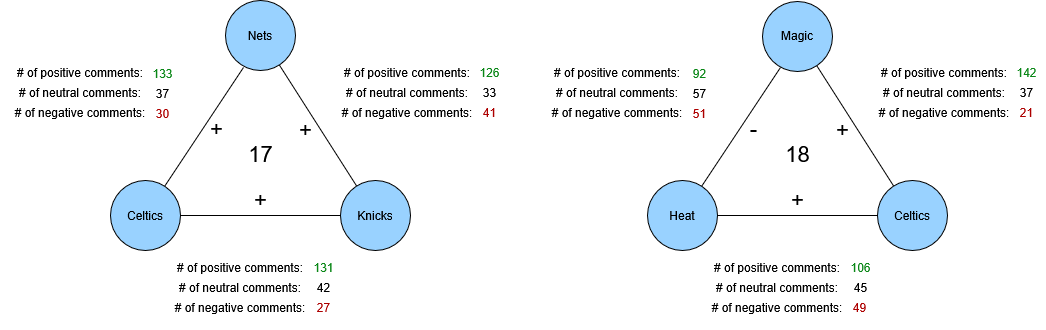 Nets
# of positive comments: 133
# of neutral comments: 37
# of negative comments: 30
# of positive comments: 126
# of neutral comments: 33
# of negative comments: 41
+
+
17
Celtics
+
Knicks
# of positive comments: 131
# of neutral comments: 42
# of negative comments: 27
Magic
# of positive comments: 92
# of neutral comments: 57
# of negative comments: 51
# of positive comments: 142
# of neutral comments: 37
# of negative comments: 21
-
+
18
Heat
+
Celtics
# of positive comments: 106
# of neutral comments: 45
# of negative comments: 49